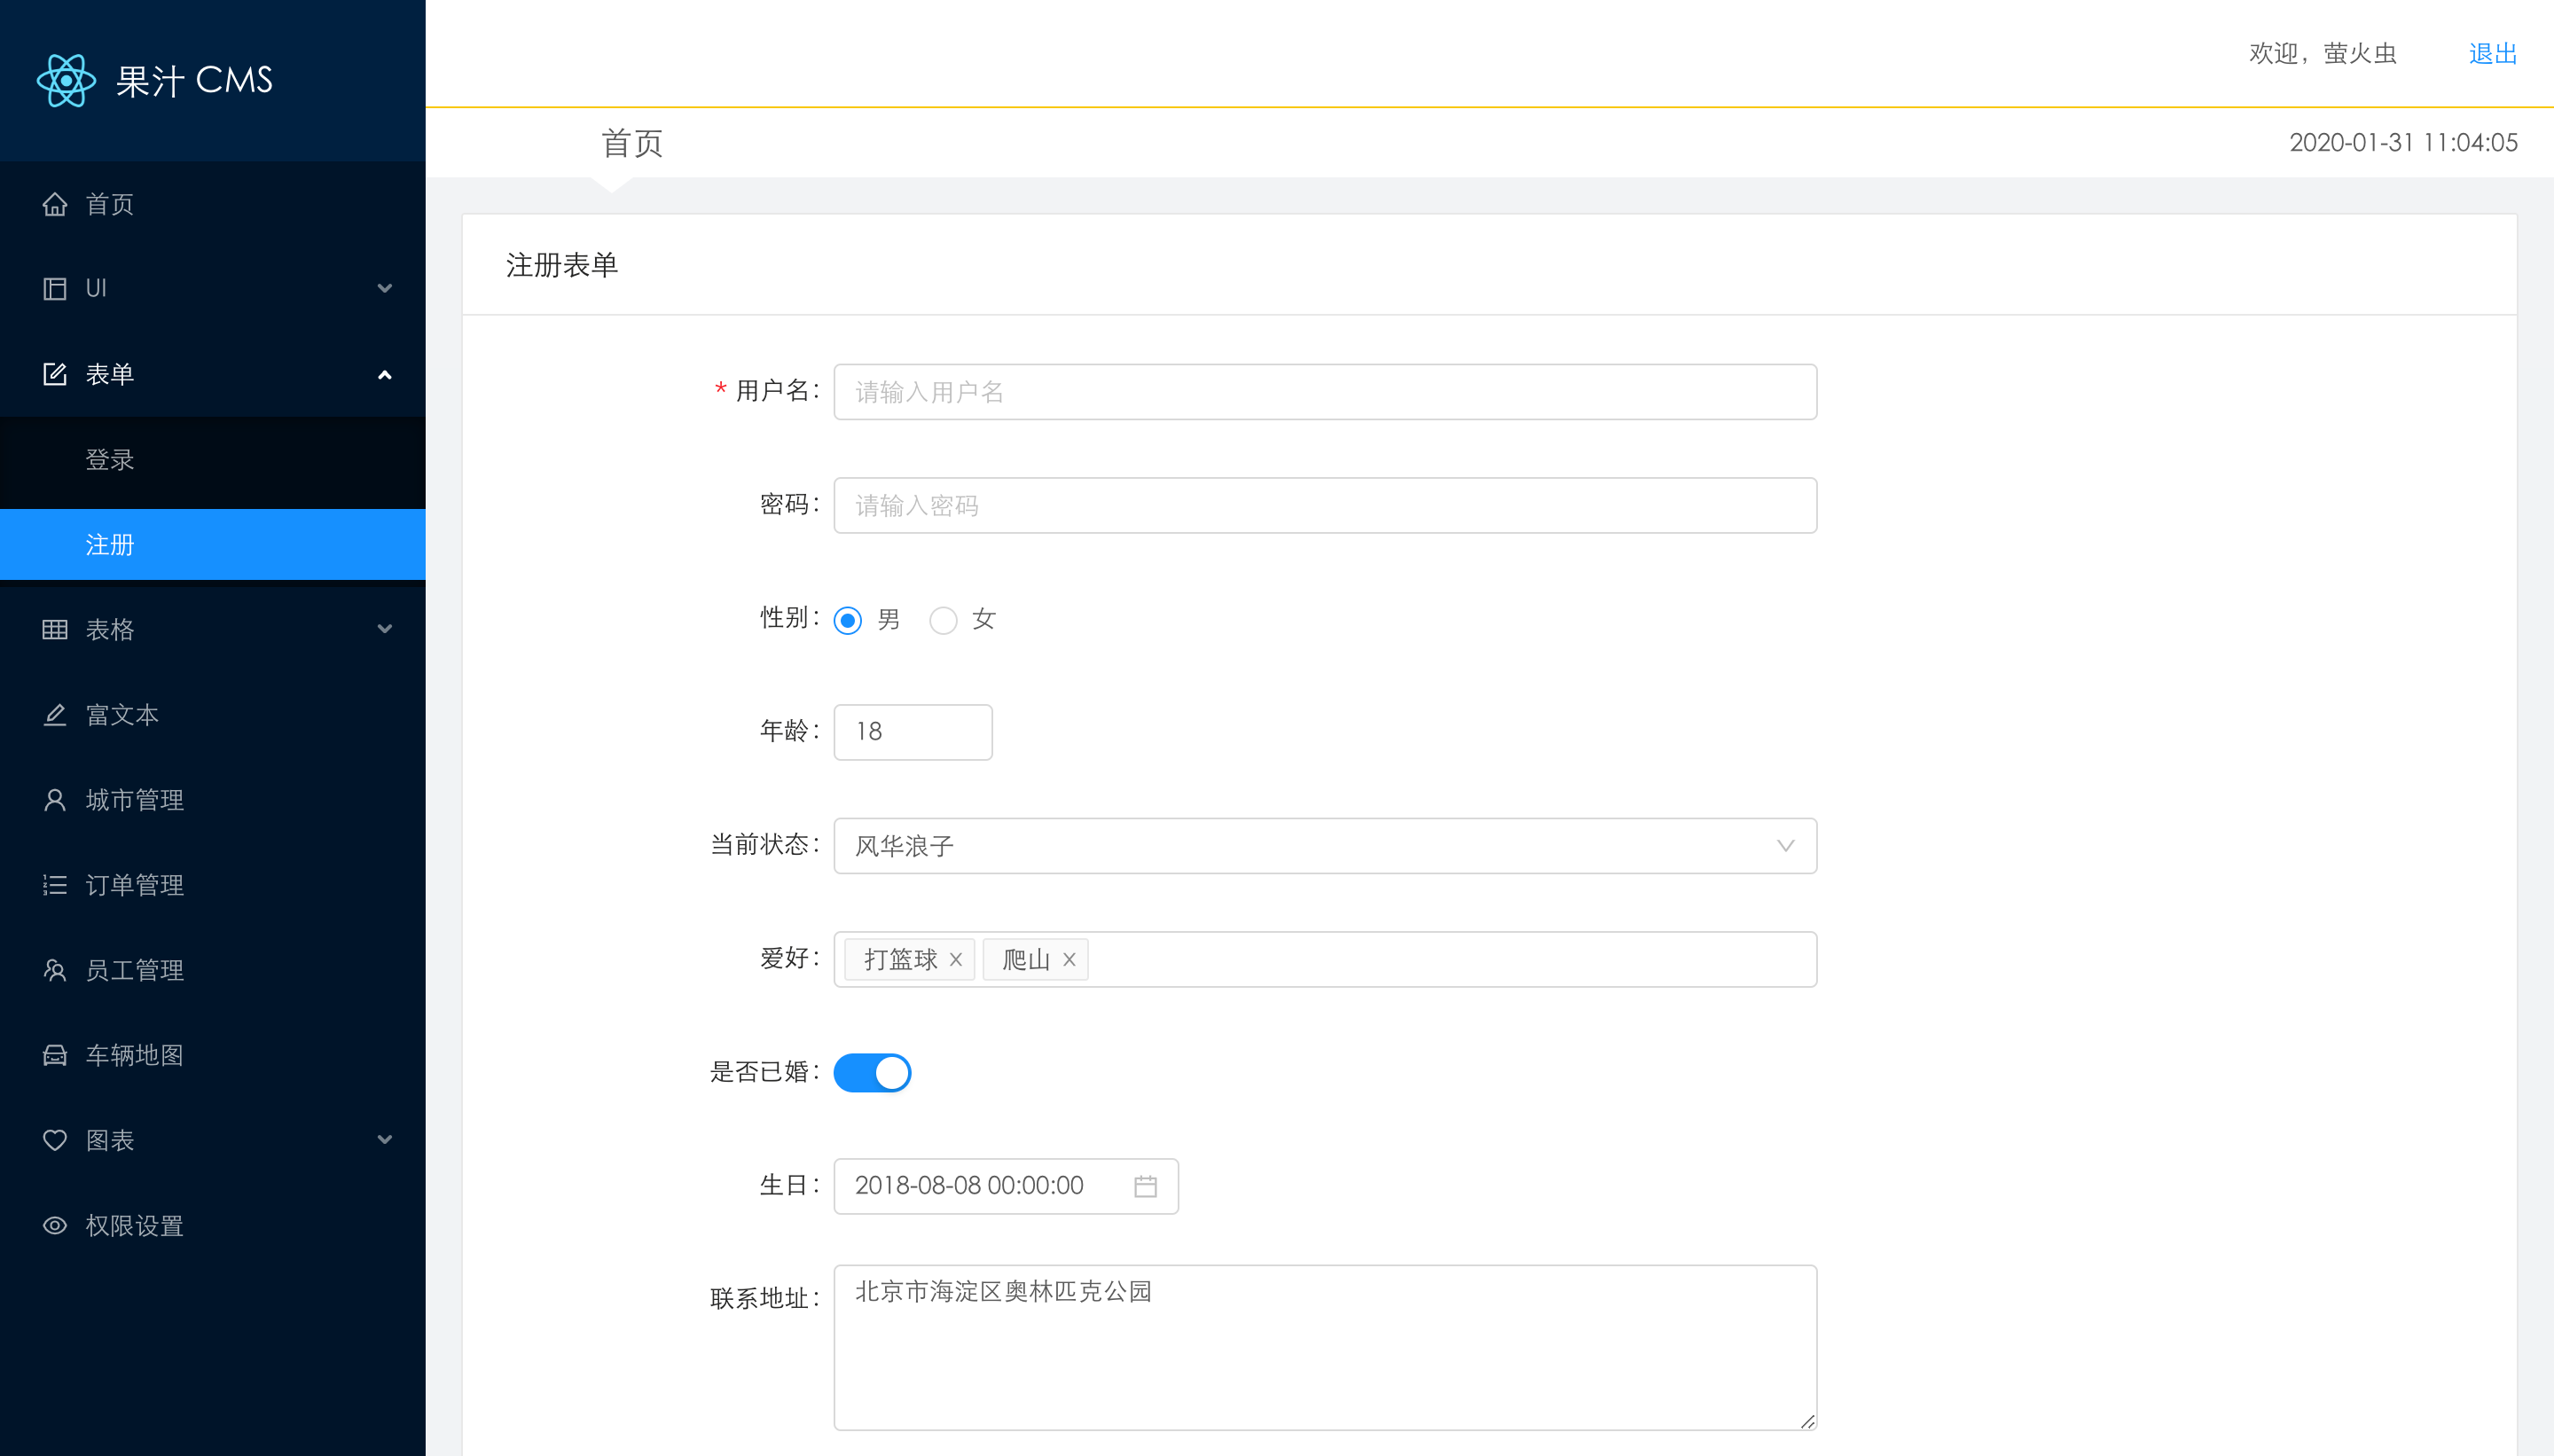 果汁 CMS
首页
UI
表单
登录
注册
表格
富文本
城市管理
订单管理
员工管理
车辆地图
图表
权限设置
欢迎，萤火虫 退出
首页 2020-01-31 11:04:05
注册表单
* 用户名： 请输入用户名
密码： 请输入密码
性别： 男 女
年龄： 18
当前状态： 风华浪子
爱好： 打篮球 爬山
是否已婚：
生日： 2018-08-08 00:00:00
联系地址： 北京市海淀区奥林匹克公园